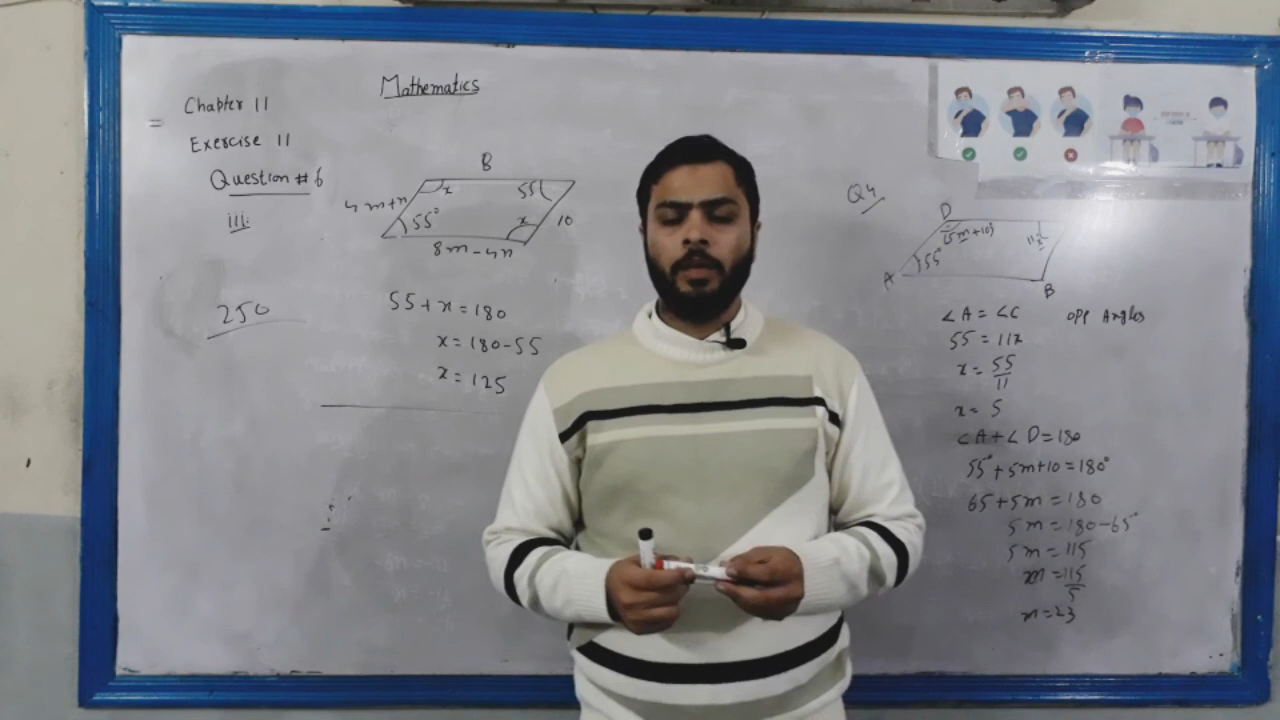 Mathematics
Chapter 11
=
Exercise 11
Question #6
iii.
B
x
55
4m+n
55°
x
10
8m-4n
250
55+x=180
x=180-55
x=125
Q4
D
(5m+10)
11x
55°
A
B
∠A=∠C opp Angles
55=11x
x=55/11
x=5
∠A+∠D=180
55°+5m+10=180°
65+5m=180
5m=180-65°
5m=115
m=115/5
m=23